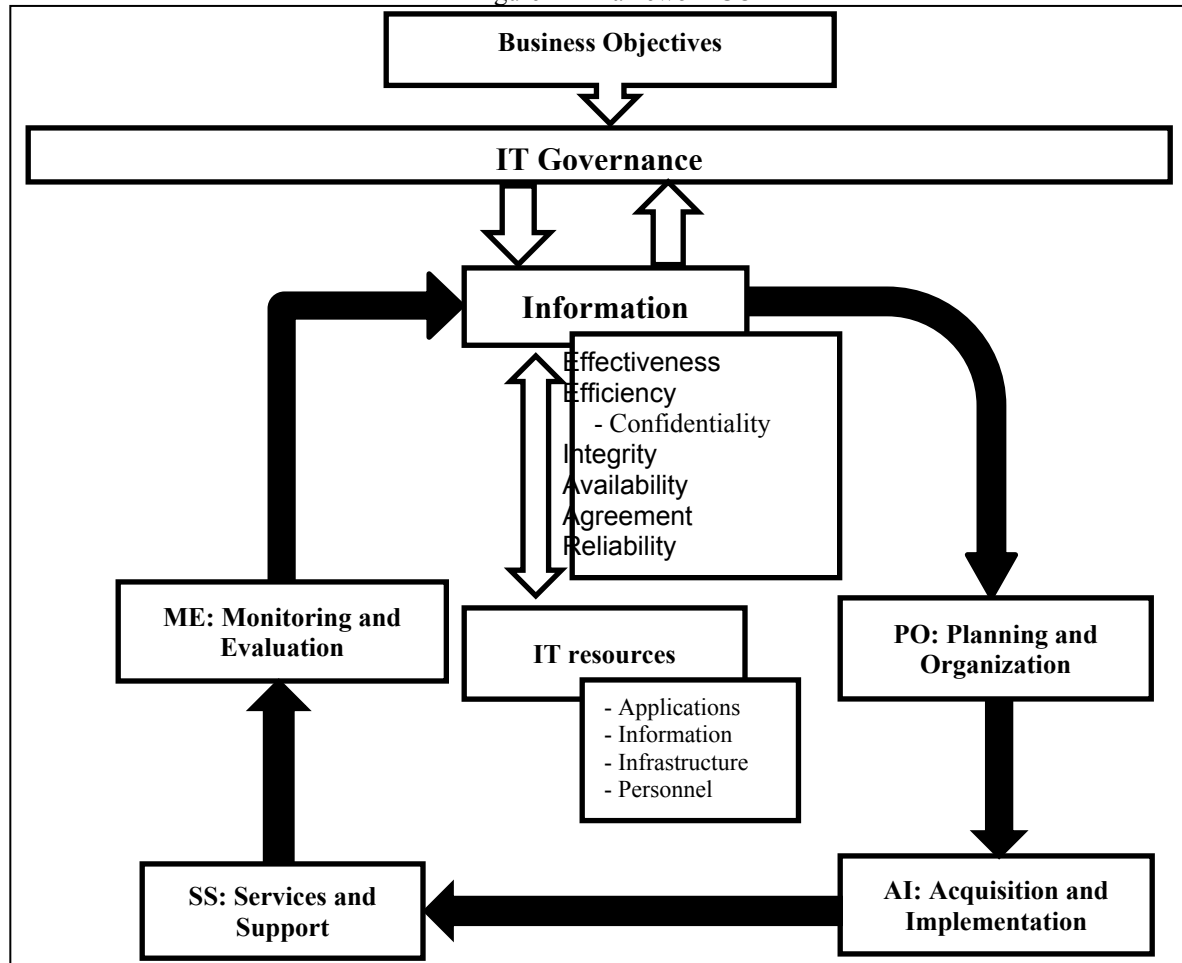 Business Objectives
IT Governance
Information
Effectiveness
Efficiency
- Confidentiality
Integrity
Availability
Agreement
Reliability
ME: Monitoring and
Evaluation
IT resources
PO: Planning and
Organization
- Applications
- Information
- Infrastructure
- Personnel
SS: Services and
Support
AI: Acquisition and
Implementation